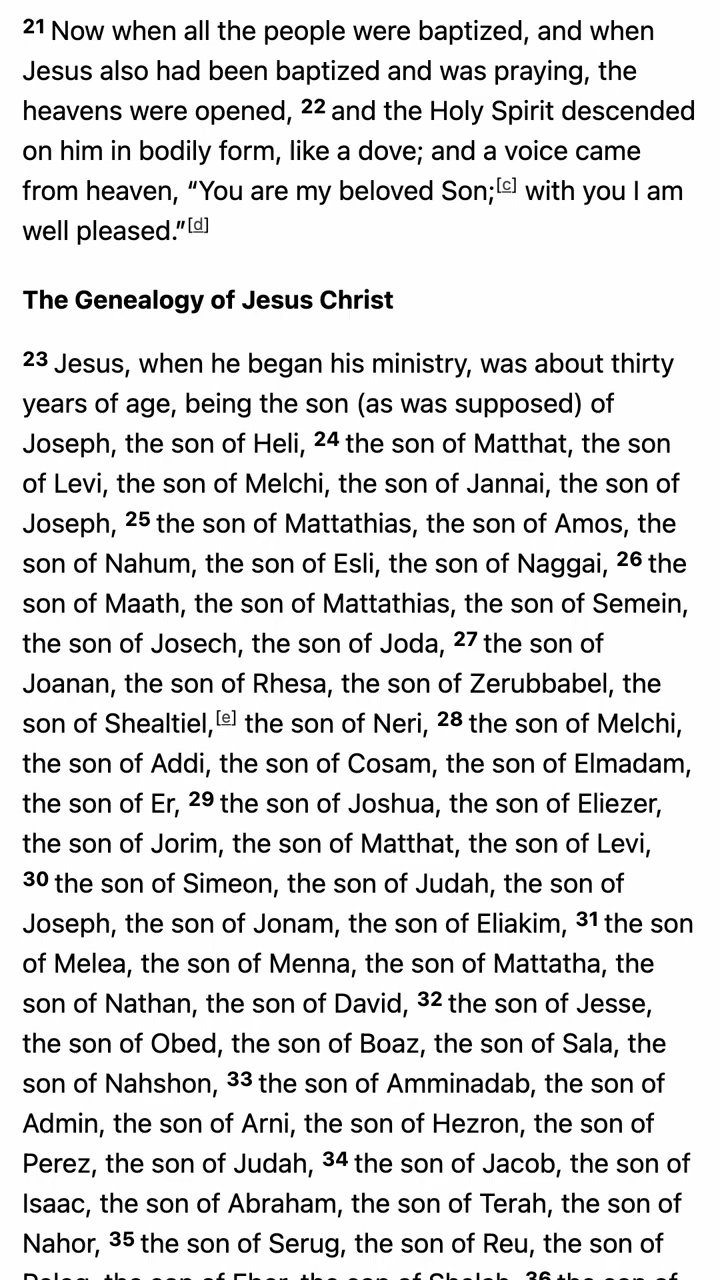 21 Now when all the people were baptized, and when
Jesus also had been baptized and was praying, the
heavens were opened, 22 and the Holy Spirit descended
on him in bodily form, like a dove; and a voice came
from heaven, “You are my beloved Son;[c] with you I am
well pleased.”[d]
The Genealogy of Jesus Christ
23 Jesus, when he began his ministry, was about thirty
years of age, being the son (as was supposed) of
Joseph, the son of Heli, 24 the son of Matthat, the son
of Levi, the son of Melchi, the son of Jannai, the son of
Joseph, 25 the son of Mattathias, the son of Amos, the
son of Nahum, the son of Esli, the son of Naggai, 26 the
son of Maath, the son of Mattathias, the son of Semein,
the son of Josech, the son of Joda, 27 the son of
Joanan, the son of Rhesa, the son of Zerubbabel, the
son of Shealtiel,[e] the son of Neri, 28 the son of Melchi,
the son of Addi, the son of Cosam, the son of Elmadam,
the son of Er, 29 the son of Joshua, the son of Eliezer,
the son of Jorim, the son of Matthat, the son of Levi,
30 the son of Simeon, the son of Judah, the son of
Joseph, the son of Jonam, the son of Eliakim, 31 the son
of Melea, the son of Menna, the son of Mattatha, the
son of Nathan, the son of David, 32 the son of Jesse,
the son of Obed, the son of Boaz, the son of Sala, the
son of Nahshon, 33 the son of Amminadab, the son of
Admin, the son of Arni, the son of Hezron, the son of
Perez, the son of Judah, 34 the son of Jacob, the son of
Isaac, the son of Abraham, the son of Terah, the son of
Nahor, 35 the son of Serug, the son of Reu, the son of
Peleg, the son of Eber, the son of Shelah, 36 the son of